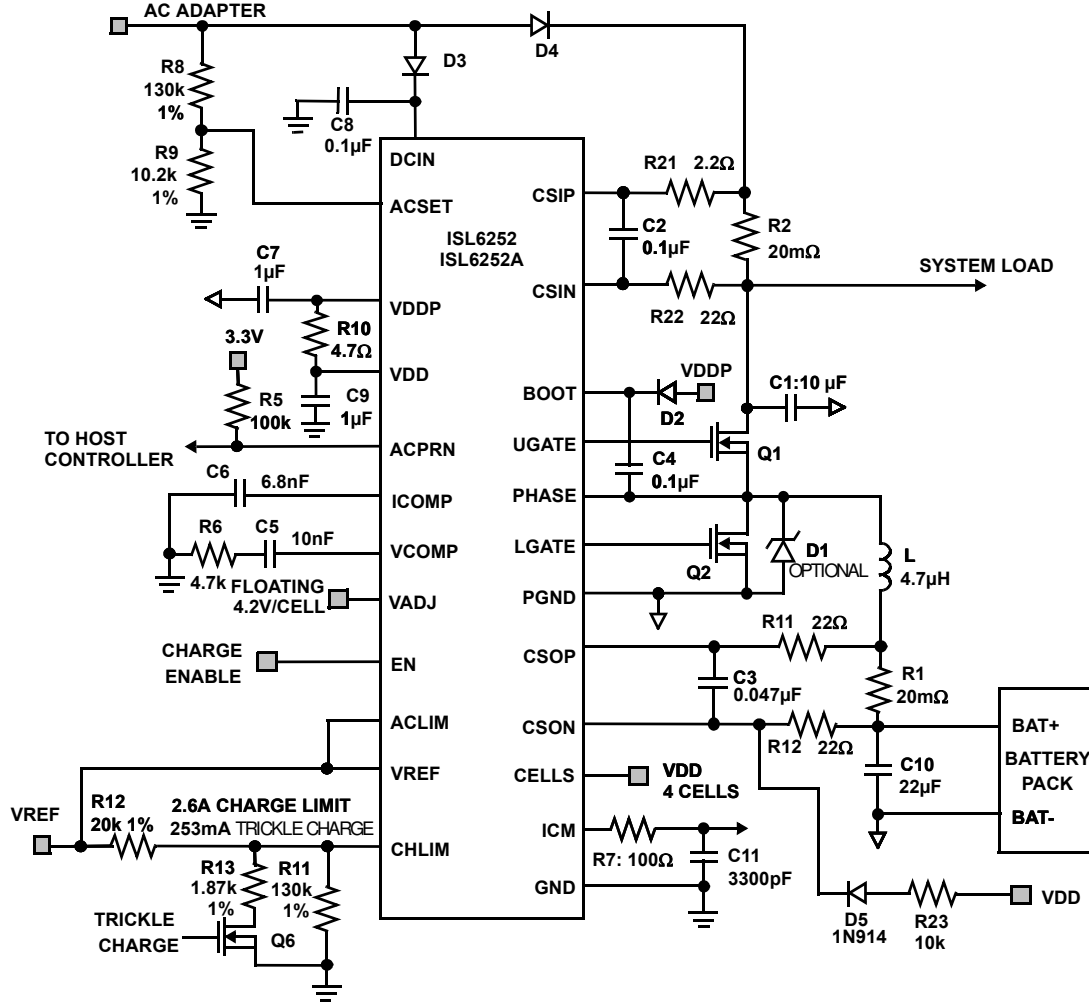 AC ADAPTER
D4
D3
R8
130k
1%
C8
0.1µF
R9
10.2k
1%
DCIN
ACSET
ISL6252
ISL6252A
CSIP
R21 2.2Ω
C2
0.1µF
R2
20mΩ
CSIN
R22 22Ω
SYSTEM LOAD
C7
1µF
VDDP
R10
4.7Ω
3.3V
VDD
C9
1µF
R5
100k
TO HOST
CONTROLLER
ACPRN
BOOT
VDDP
D2
C1:10 µF
UGATE
Q1
C4
0.1µF
C6
6.8nF
ICOMP
PHASE
R6
4.7k
C5
10nF
VCOMP
LGATE
Q2
D1
OPTIONAL
L
4.7µH
FLOATING
4.2V/CELL
VADJ
PGND
CHARGE
ENABLE
EN
CSOP
R11 22Ω
C3
0.047µF
R1
20mΩ
ACLIM
CSON
R12 22Ω
BAT+
BATTERY
PACK
BAT-
VREF
CELLS
VDD
4 CELLS
C10
22µF
VREF
R12
20k 1%
2.6A CHARGE LIMIT
253mA TRICKLE CHARGE
CHLIM
ICM
R7: 100Ω
C11
3300pF
R13
1.87k
1%
R11
130k
1%
GND
TRICKLE
CHARGE
Q6
D5
1N914
R23
10k
VDD